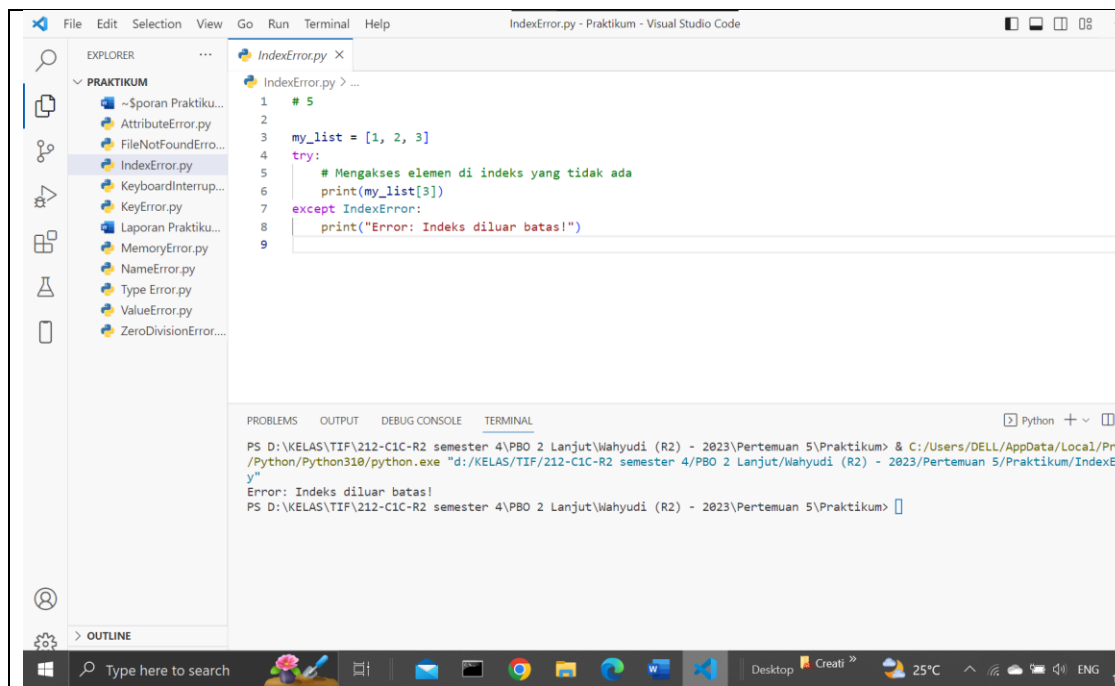 File Edit Selection View Go Run Terminal Help IndexError.py - Praktikum - Visual Studio Code
EXPLORER ...
PRAKTIKUM
~$poran Praktiku...
AttributeError.py
FileNotFoundErro...
IndexError.py
KeyboardInterrup...
KeyError.py
Laporan Praktiku...
MemoryError.py
NameError.py
Type Error.py
ValueError.py
ZeroDivisionError....
OUTLINE
IndexError.py
IndexError.py > ...
1 # 5
2
3 my_list = [1, 2, 3]
4 try:
5 # Mengakses elemen di indeks yang tidak ada
6 print(my_list[3])
7 except IndexError:
8 print("Error: Indeks diluar batas!")
9
PROBLEMS OUTPUT DEBUG CONSOLE TERMINAL Python
PS D:\KELAS\TIF\212-C1C-R2 semester 4\PBO 2 Lanjut\Wahyudi (R2) - 2023\Pertemuan 5\Praktikum> & C:/Users/DELL/AppData/Local/Pr
/Python/Python310/python.exe "d:/KELAS/TIF/212-C1C-R2 semester 4/PBO 2 Lanjut/Wahyudi (R2) - 2023/Pertemuan 5/Praktikum/IndexE
y"
Error: Indeks diluar batas!
PS D:\KELAS\TIF\212-C1C-R2 semester 4\PBO 2 Lanjut\Wahyudi (R2) - 2023\Pertemuan 5\Praktikum>
Type here to search Desktop Creati » 25°C ENG